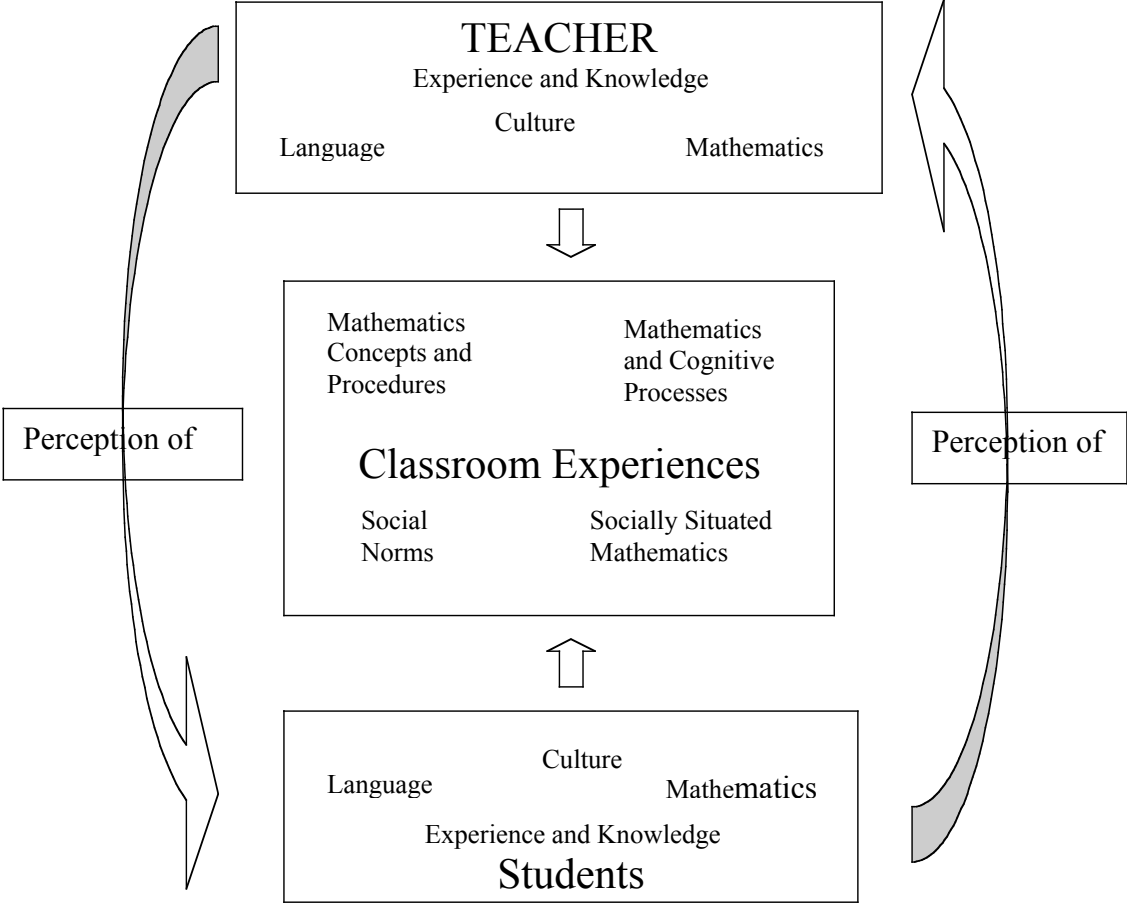 TEACHER
Experience and Knowledge
Culture
Language
Mathematics
Mathematics
Concepts and
Procedures
Mathematics
and Cognitive
Processes
Perception of
Classroom Experiences
Perception of
Social
Norms
Socially Situated
Mathematics
Culture
Language
Mathematics
Experience and Knowledge
Students